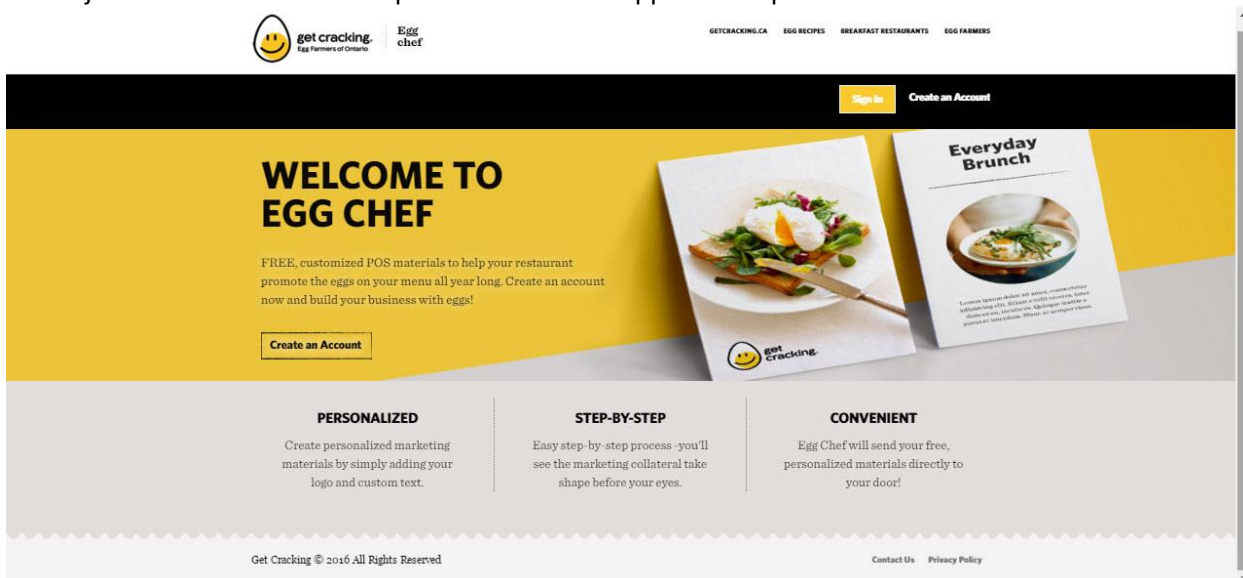 get cracking.
Egg Farmers of Ontario
Egg
chef
GETCRACKING.CA EGG RECIPES BREAKFAST RESTAURANTS EGG FARMERS
Sign In Create an Account
WELCOME TO
EGG CHEF
FREE, customized POS materials to help your restaurant
promote the eggs on your menu all year long. Create an account
now and build your business with eggs!
Create an Account
get
cracking.
Everyday
Brunch
Lorem ipsum dolor sit amet, consectetur
PERSONALIZED
Create personalized marketing
materials by simply adding your
logo and custom text.
STEP-BY-STEP
Easy step-by-step process -you'll
see the marketing collateral take
shape before your eyes.
CONVENIENT
Egg Chef will send your free,
personalized materials directly to
your door!
Get Cracking © 2016 All Rights Reserved
Contact Us Privacy Policy